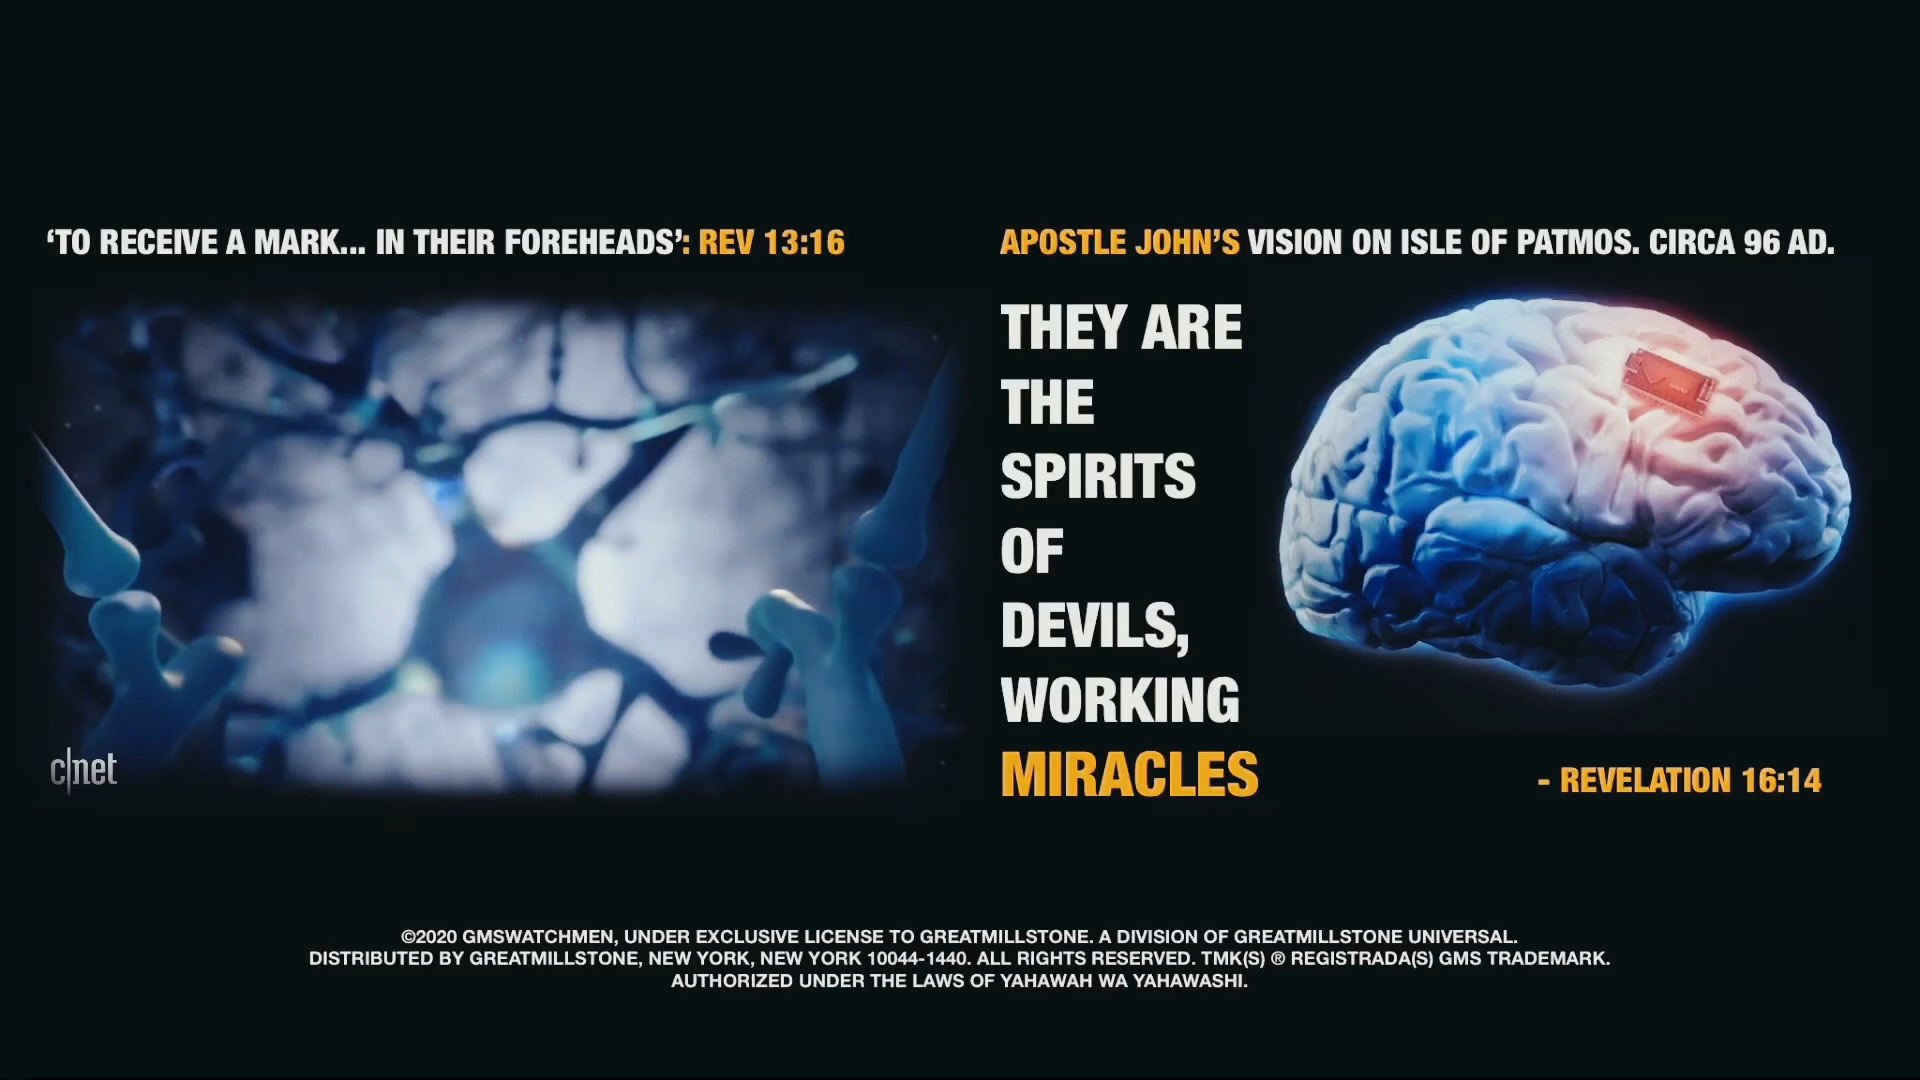 ‘TO RECEIVE A MARK... IN THEIR FOREHEADS’: REV 13:16
c|net
APOSTLE JOHN’S VISION ON ISLE OF PATMOS. CIRCA 96 AD.
THEY ARE
THE
SPIRITS
OF
DEVILS,
WORKING
MIRACLES
- REVELATION 16:14
©2020 GMSWATCHMEN, UNDER EXCLUSIVE LICENSE TO GREATMILLSTONE. A DIVISION OF GREATMILLSTONE UNIVERSAL.
DISTRIBUTED BY GREATMILLSTONE, NEW YORK, NEW YORK 10044-1440. ALL RIGHTS RESERVED. TMK(S) ® REGISTRADA(S) GMS TRADEMARK.
AUTHORIZED UNDER THE LAWS OF YAHAWAH WA YAHAWASHI.